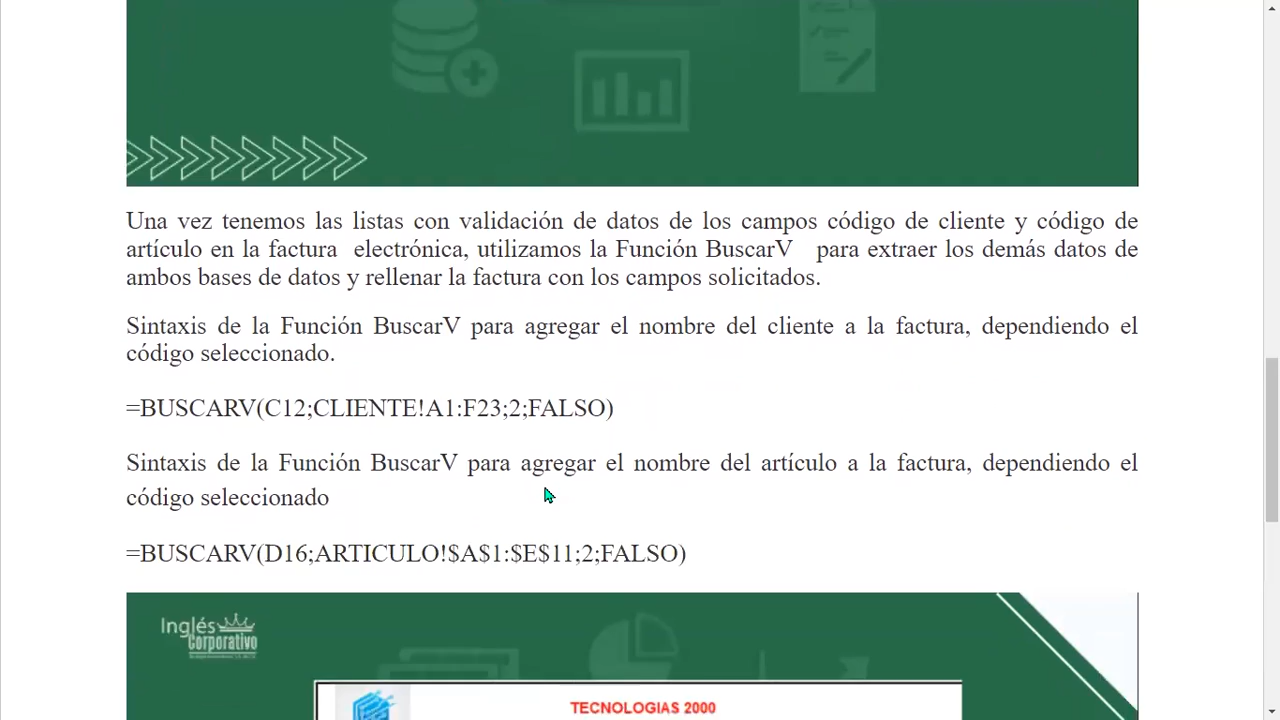 Una vez tenemos las listas con validación de datos de los campos código de cliente y código de
artículo en la factura electrónica, utilizamos la Función BuscarV para extraer los demás datos de
ambos bases de datos y rellenar la factura con los campos solicitados.
Sintaxis de la Función BuscarV para agregar el nombre del cliente a la factura, dependiendo el
código seleccionado.
=BUSCARV(C12;CLIENTE!A1:F23;2;FALSO)
Sintaxis de la Función BuscarV para agregar el nombre del artículo a la factura, dependiendo el
código seleccionado
=BUSCARV(D16;ARTICULO!$A$1:$E$11;2;FALSO)
Inglés
Corporativo
TECNOLOGIAS 2000